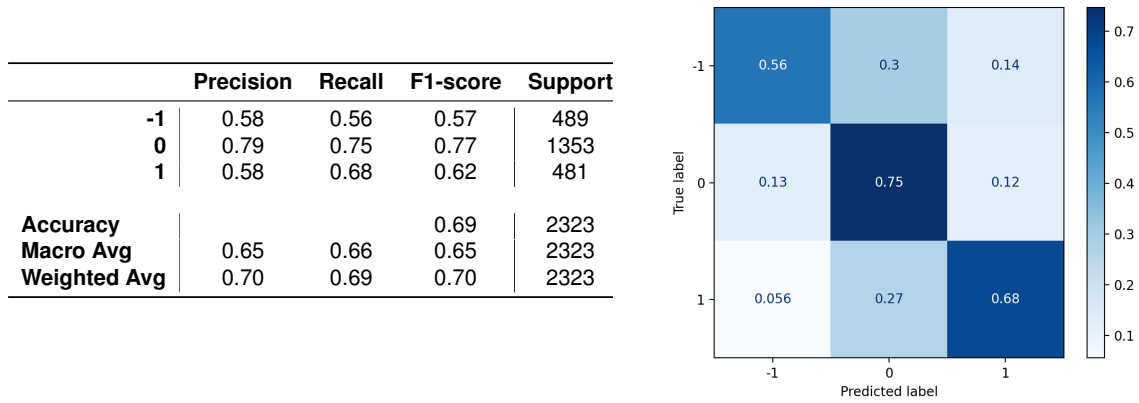 Precision Recall F1-score Support
-1 0.58 0.56 0.57 489
0 0.79 0.75 0.77 1353
1 0.58 0.68 0.62 481
Accuracy 0.69 2323
Macro Avg 0.65 0.66 0.65 2323
Weighted Avg 0.70 0.69 0.70 2323
True label
-1 0.56 0.3 0.14
0 0.13 0.75 0.12
1 0.056 0.27 0.68
-1 0 1
Predicted label
0.7
0.6
0.5
0.4
0.3
0.2
0.1